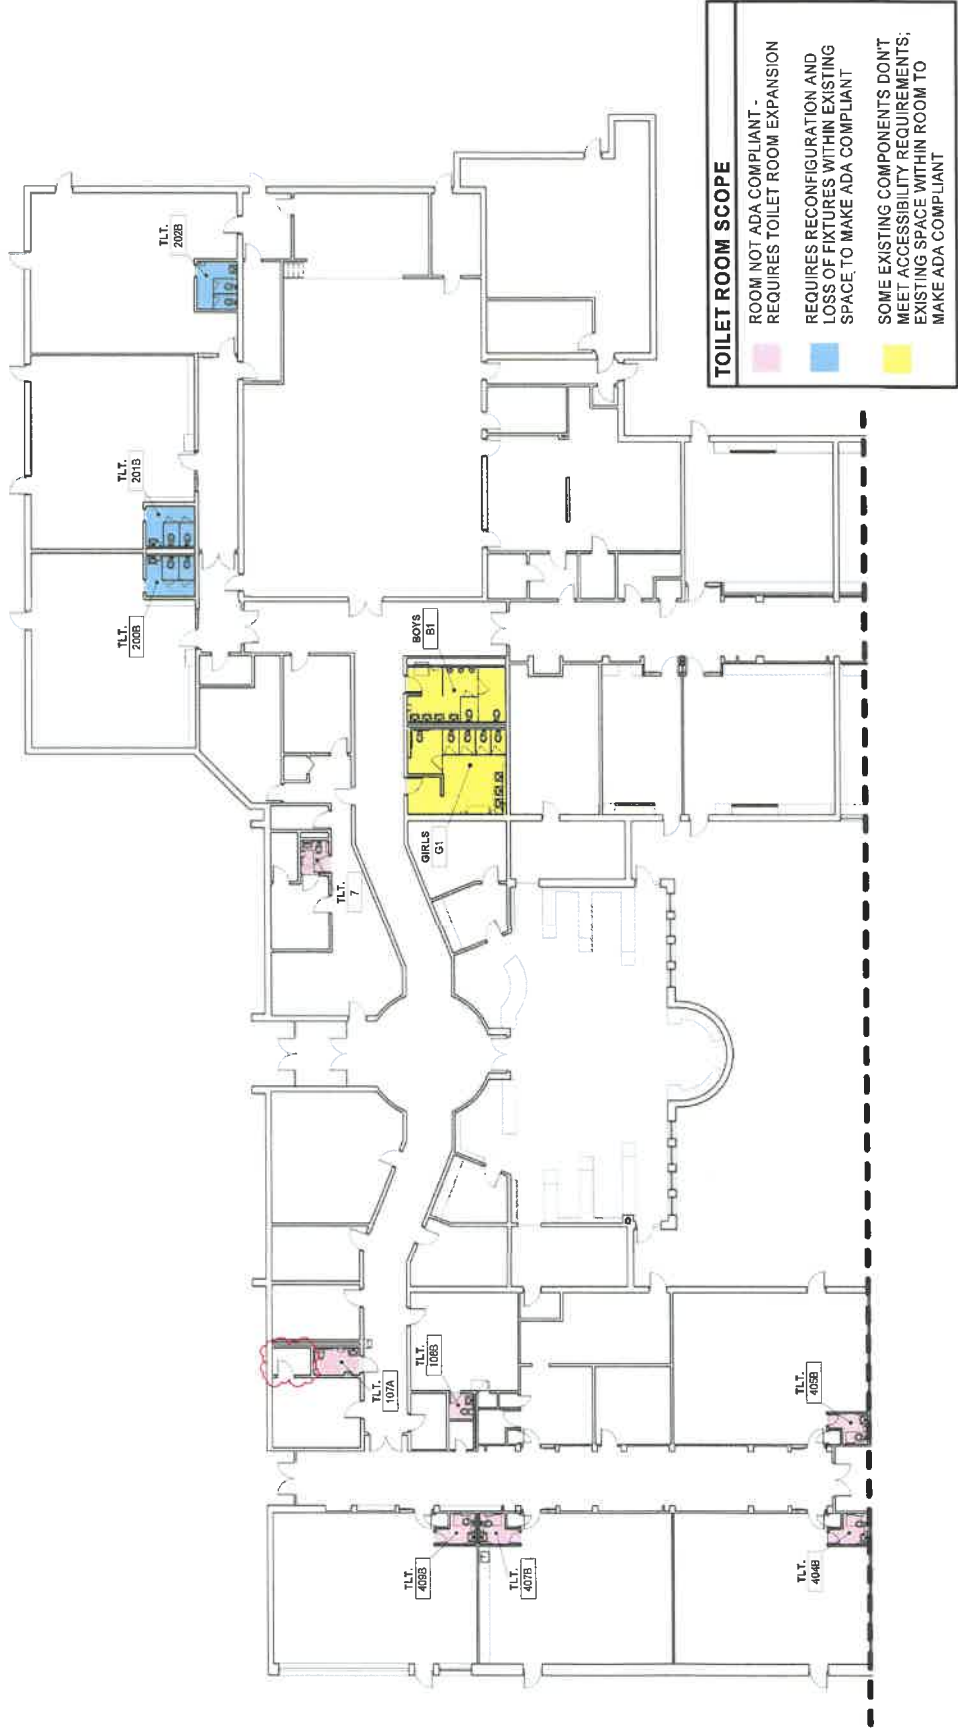 TOILET ROOM SCOPE
ROOM NOT ADA COMPLIANT -
REQUIRES TOILET ROOM EXPANSION
REQUIRES RECONFIGURATION AND
LOSS OF FIXTURES WITHIN EXISTING
SPACE TO MAKE ADA COMPLIANT
SOME EXISTING COMPONENTS DON'T
MEET ACCESSIBILITY REQUIREMENTS;
EXISTING SPACE WITHIN ROOM TO
MAKE ADA COMPLIANT
TLT.
202B
TLT.
201B
TLT.
200B
BOYS
B1
GIRLS
G1
TLT.
7
TLT.
107A
TLT.
106B
TLT.
405B
TLT.
409B
TLT.
407B
TLT.
404B